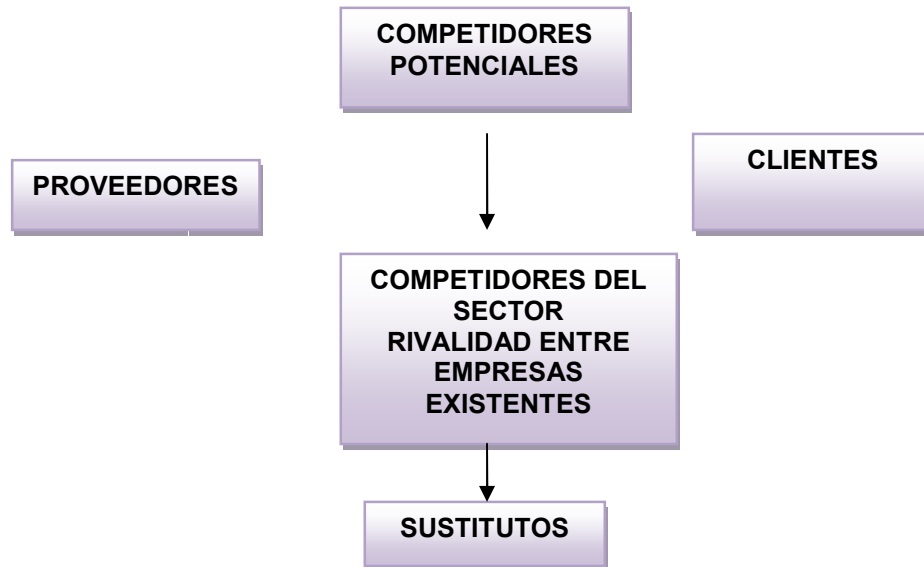 COMPETIDORES
POTENCIALES
PROVEEDORES
CLIENTES
COMPETIDORES DEL
SECTOR
RIVALIDAD ENTRE
EMPRESAS
EXISTENTES
SUSTITUTOS